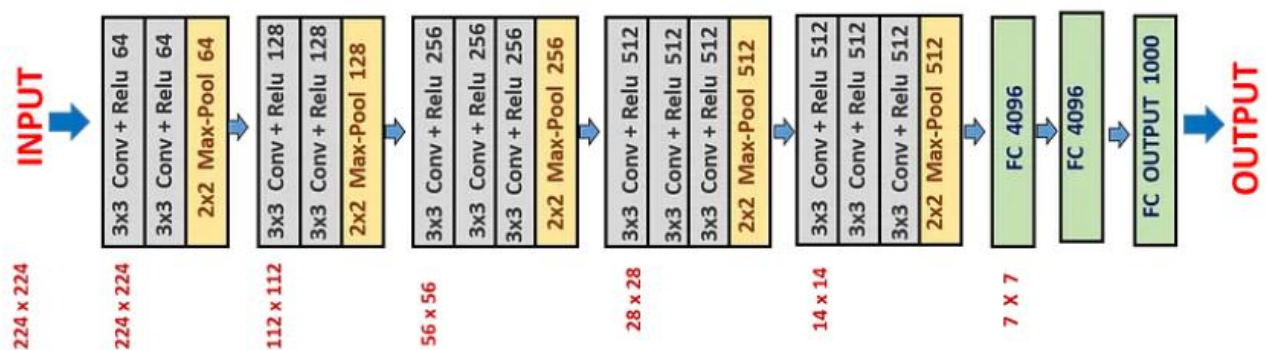 INPUT
3x3 Conv + Relu 64
3x3 Conv + Relu 64
2x2 Max-Pool 64
3x3 Conv + Relu 128
3x3 Conv + Relu 128
2x2 Max-Pool 128
3x3 Conv + Relu 256
3x3 Conv + Relu 256
3x3 Conv + Relu 256
2x2 Max-Pool 256
3x3 Conv + Relu 512
3x3 Conv + Relu 512
3x3 Conv + Relu 512
2x2 Max-Pool 512
3x3 Conv + Relu 512
3x3 Conv + Relu 512
3x3 Conv + Relu 512
2x2 Max-Pool 512
FC 4096
FC 4096
FC OUTPUT 1000
OUTPUT
224 x 224
224 x 224
112 x 112
56 x 56
28 x 28
14 x 14
7 X 7